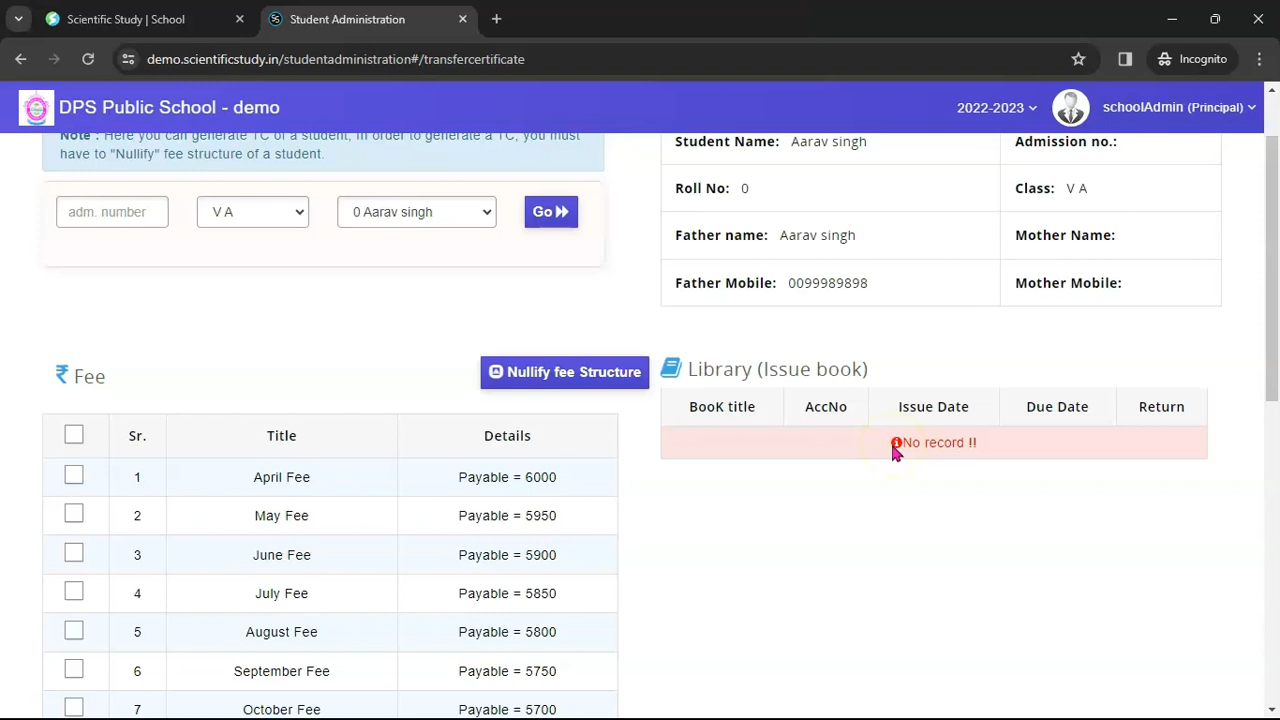 Scientific Study | School
Student Administration
demo.scientificstudy.in/studentadministration#/transfercertificate
Incognito
DPS Public School - demo
2022-2023
schoolAdmin (Principal)
Note : Here you can generate TC of a student, In order to generate a TC, you must
have to "Nullify" fee structure of a student.
adm. number
V A
0 Aarav singh
Go
Student Name: Aarav singh
Admission no.:
Roll No: 0
Class: V A
Father name: Aarav singh
Mother Name:
Father Mobile: 0099989898
Mother Mobile:
₹ Fee
Nullify fee Structure
Library (Issue book)
BooK title AccNo Issue Date Due Date Return
No record !!
Sr. Title Details
1 April Fee Payable = 6000
2 May Fee Payable = 5950
3 June Fee Payable = 5900
4 July Fee Payable = 5850
5 August Fee Payable = 5800
6 September Fee Payable = 5750
7 October Fee Payable = 5700